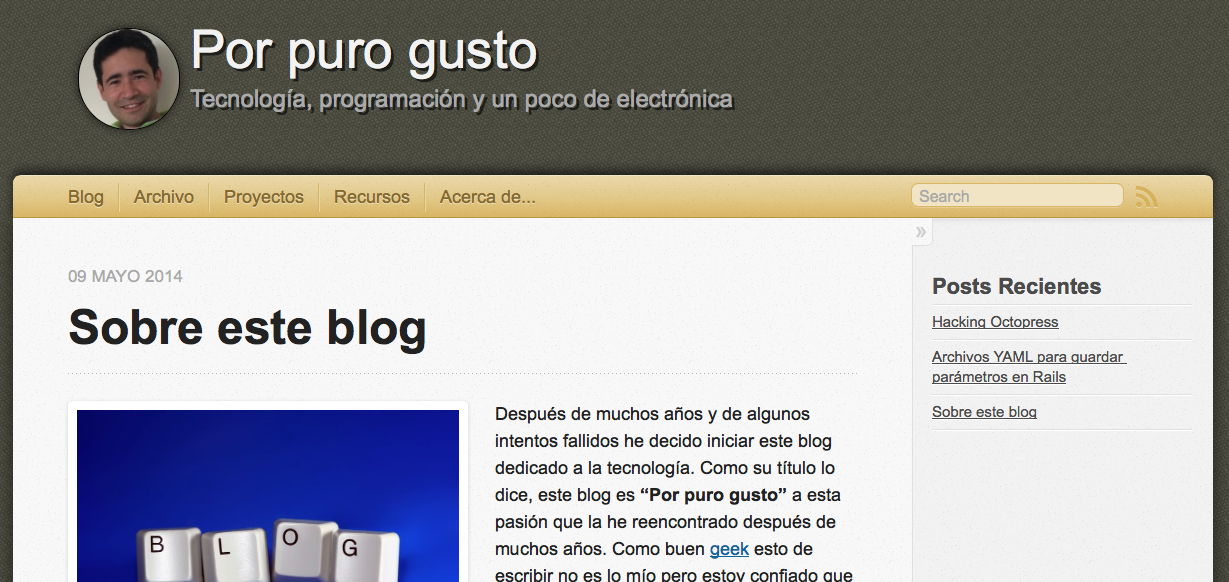 Por puro gusto
Tecnología, programación y un poco de electrónica
Blog
Archivo
Proyectos
Recursos
Acerca de...
Search
»
09 MAYO 2014
Sobre este blog
B L O G
Después de muchos años y de algunos
intentos fallidos he decido iniciar este blog
dedicado a la tecnología. Como su título lo
dice, este blog es “Por puro gusto” a esta
pasión que la he reencontrado después de
muchos años. Como buen geek esto de
escribir no es lo mío pero estoy confiado que
Posts Recientes
Hacking Octopress
Archivos YAML para guardar
parámetros en Rails
Sobre este blog